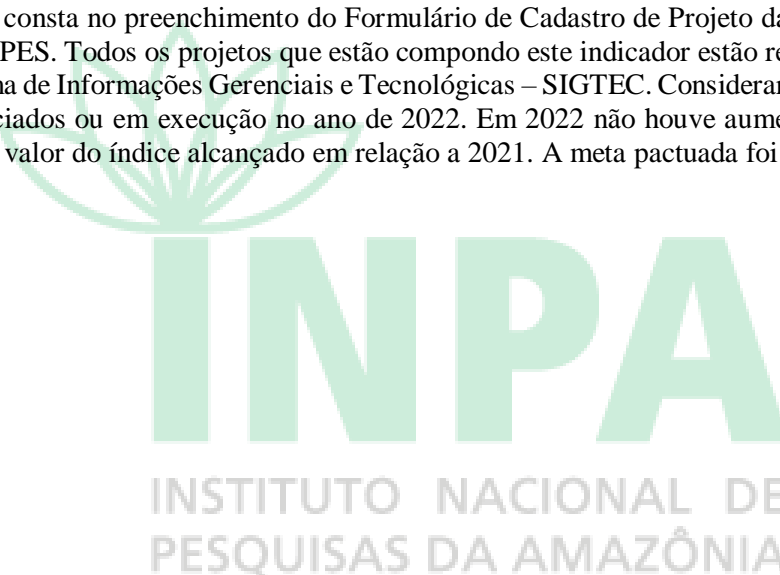 consta no preenchimento do Formulário de Cadastro de Projeto da
PES. Todos os projetos que estão compondo este indicador estão re
na de Informações Gerenciais e Tecnológicas – SIGTEC. Consideran
ciados ou em execução no ano de 2022. Em 2022 não houve aume
valor do índice alcançado em relação a 2021. A meta pactuada foi
INPA
INSTITUTO NACIONAL DE
PESQUISAS DA AMAZÔNIA